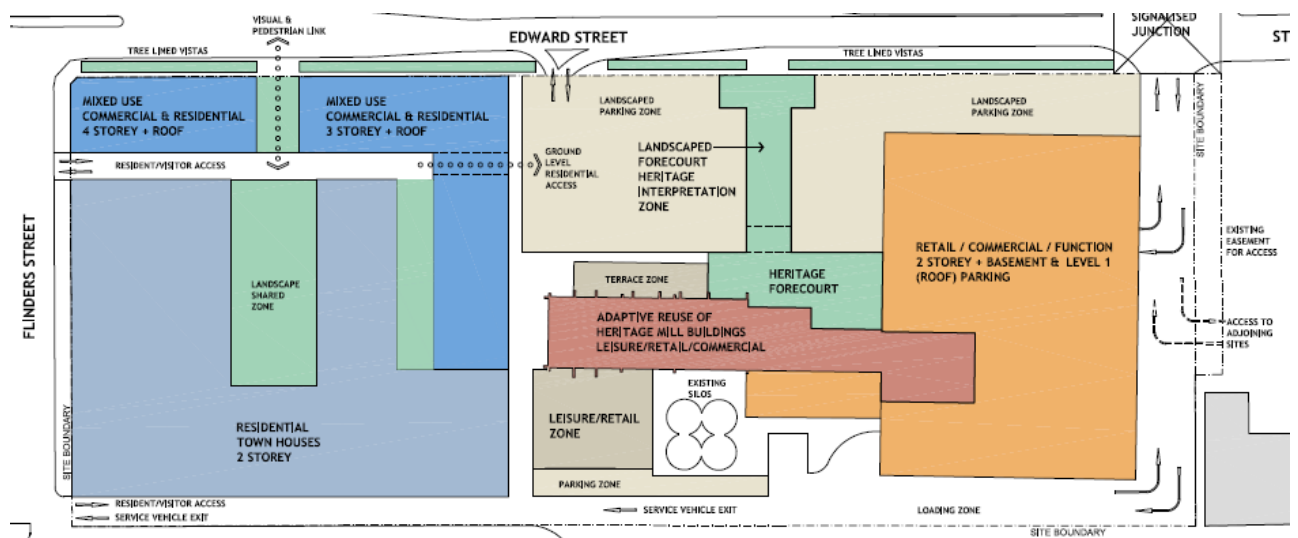 VISUAL &
PEDESTRIAN LINK
SIGNALISED
JUNCTION
EDWARD STREET
ST
TREE LINED VISTAS
TREE LINED VISTAS
MIXED USE
COMMERCIAL & RESIDENTIAL
4 STOREY + ROOF
MIXED USE
COMMERCIAL & RESIDENTIAL
3 STOREY + ROOF
LANDSCAPED
PARKING ZONE
LANDSCAPED
PARKING ZONE
SITE BOUNDARY
RESIDENT/VISITOR ACCESS
GROUND
LEVEL
RESIDENTIAL
ACCESS
LANDSCAPED
FORECOURT
HERITAGE
INTERPRETATION
ZONE
FLINDERS STREET
LANDSCAPE
SHARED
ZONE
TERRACE ZONE
HERITAGE
FORECOURT
RETAIL / COMMERCIAL / FUNCTION
2 STOREY + BASEMENT & LEVEL 1
(ROOF) PARKING
EXISTING
EASEMENT
FOR ACCESS
ADAPTIVE REUSE OF
HERITAGE MILL BUILDINGS
LEISURE/RETAIL/COMMERCIAL
ACCESS TO
ADJOINING
SITES
EXISTING
SILOS
LEISURE/RETAIL
ZONE
RESIDENTIAL
TOWN HOUSES
2 STOREY
SITE BOUNDARY
PARKING ZONE
RESIDENT/VISITOR ACCESS
SERVICE VEHICLE EXIT
SERVICE VEHICLE EXIT
LOADING ZONE
SITE BOUNDARY